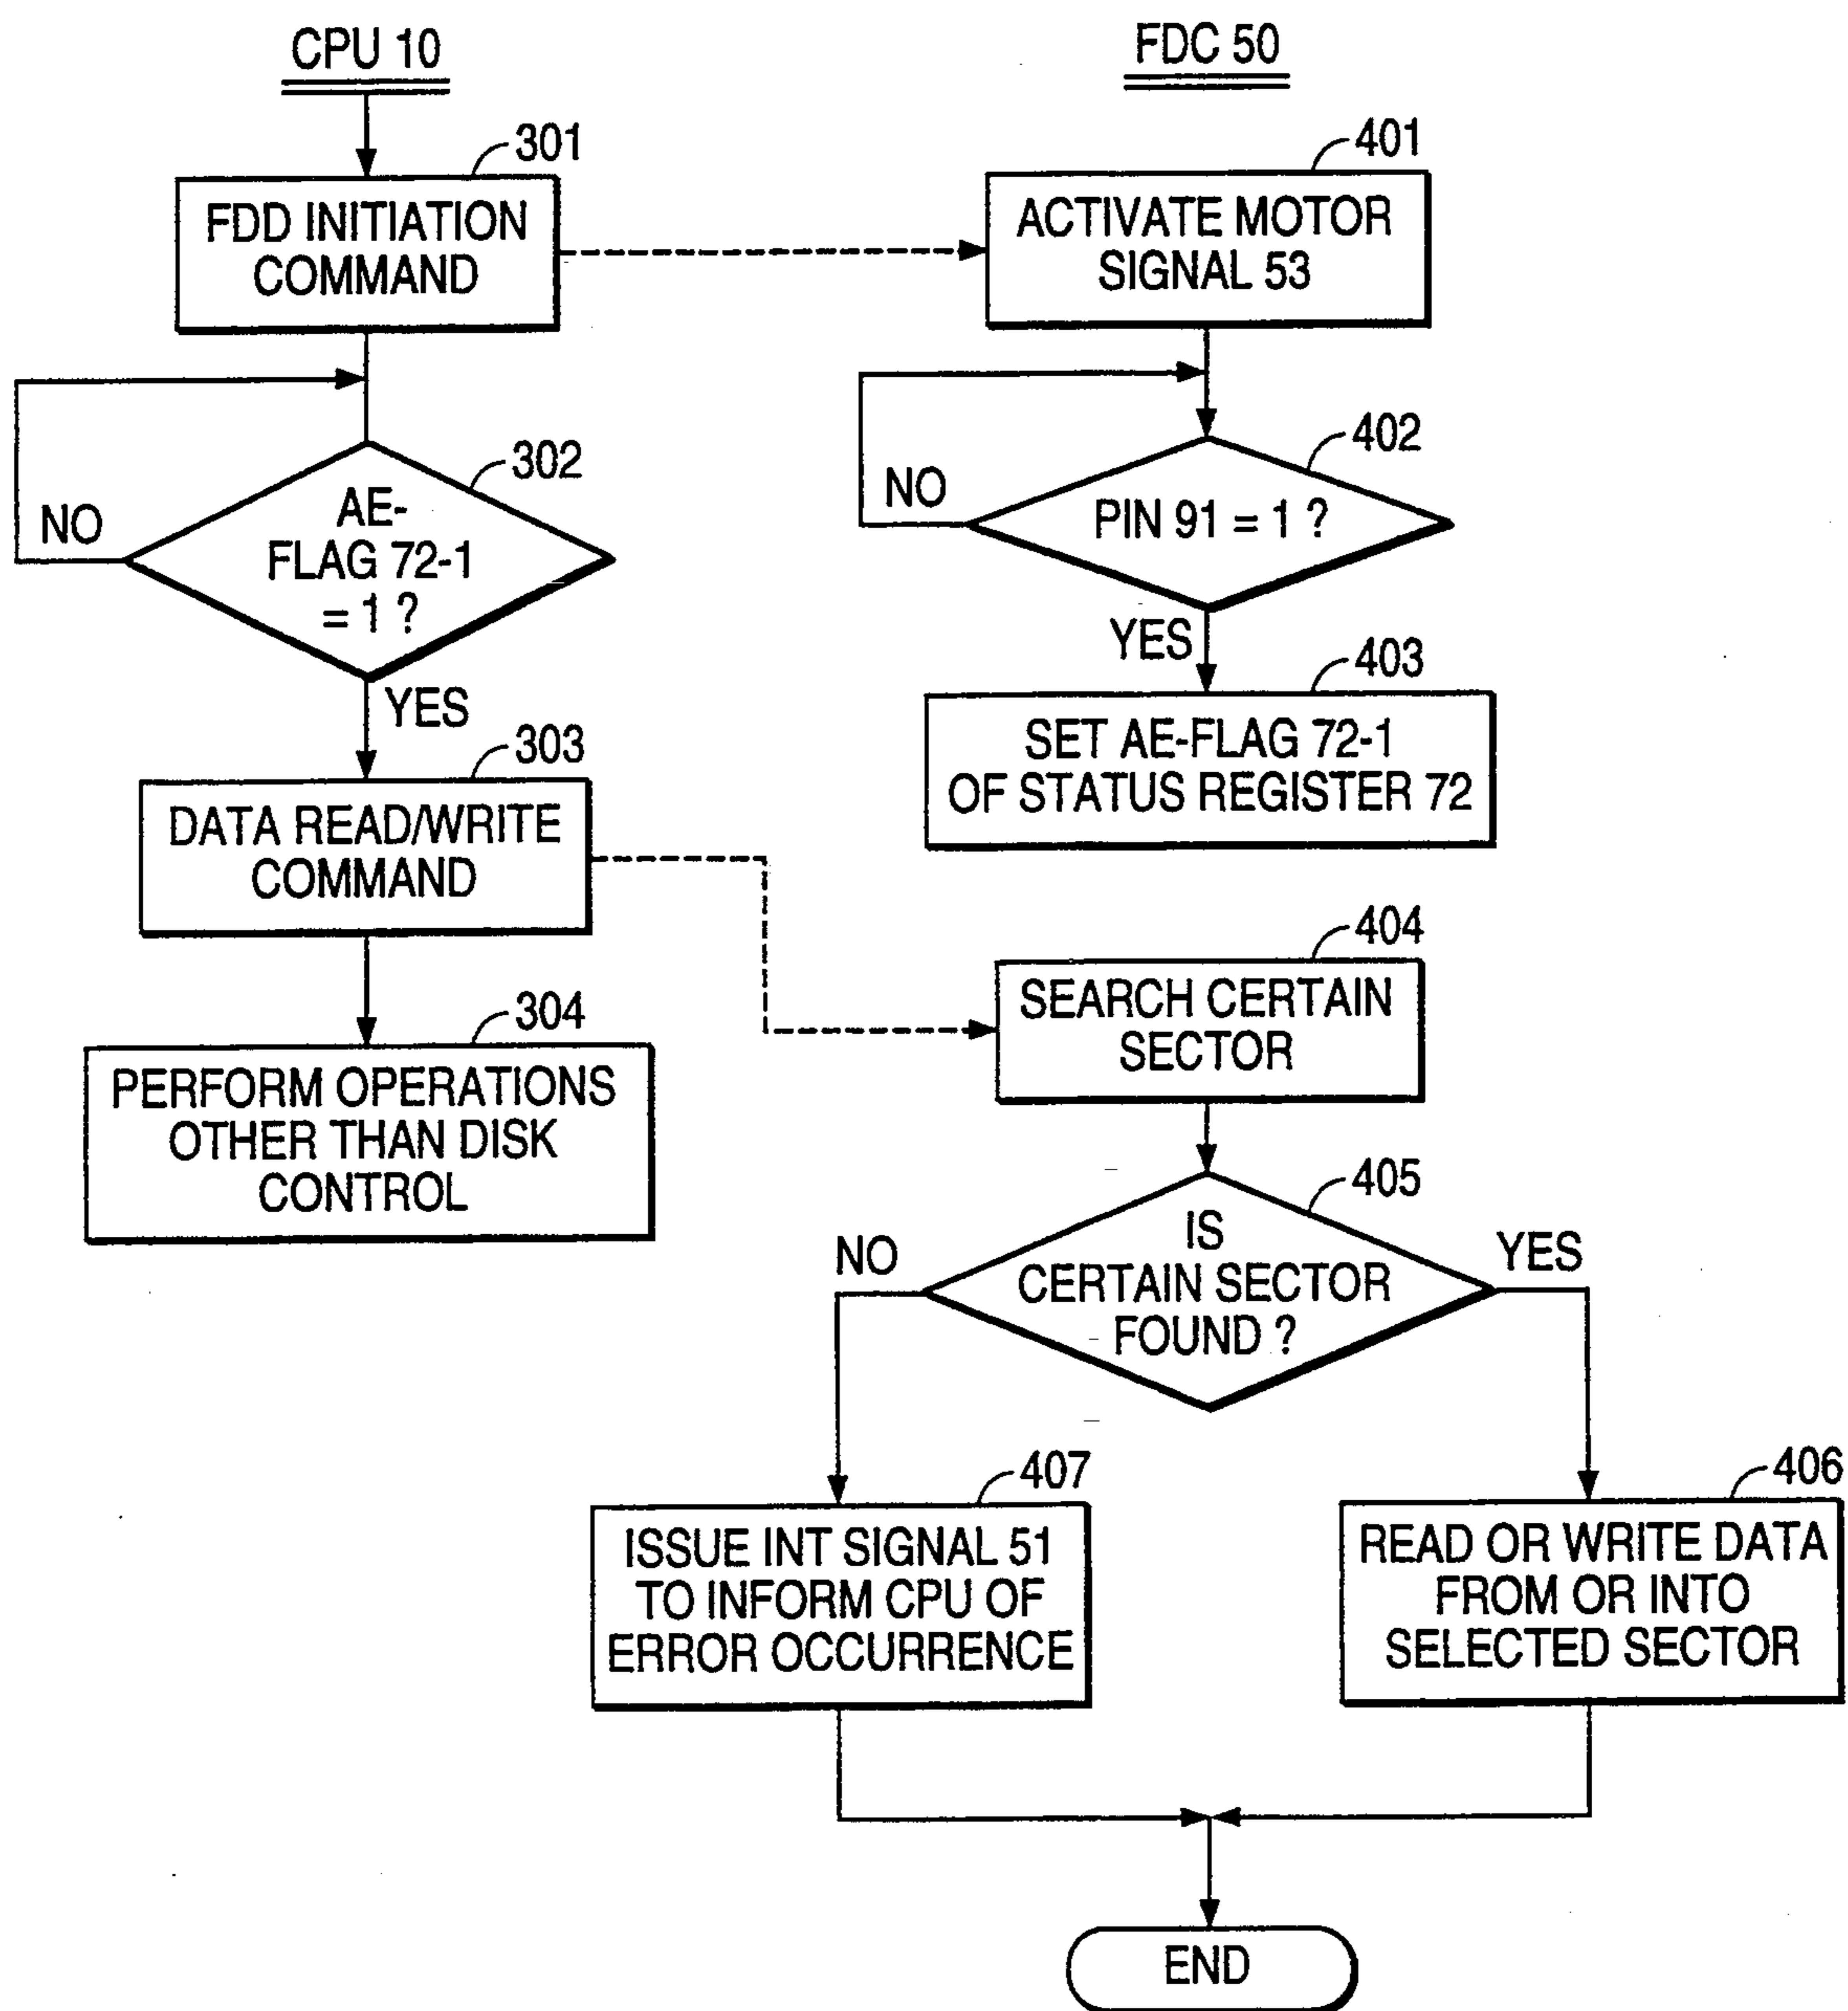 CPU 10
301
FDD INITIATION
COMMAND
302
AE-
FLAG 72-1
= 1 ?
NO
YES
303
DATA READ/WRITE
COMMAND
304
PERFORM OPERATIONS
OTHER THAN DISK
CONTROL
FDC 50
401
ACTIVATE MOTOR
SIGNAL 53
402
NO
PIN 91 = 1 ?
YES
403
SET AE-FLAG 72-1
OF STATUS REGISTER 72
404
SEARCH CERTAIN
SECTOR
405
IS
CERTAIN SECTOR
FOUND ?
NO
YES
407
ISSUE INT SIGNAL 51
TO INFORM CPU OF
ERROR OCCURRENCE
406
READ OR WRITE DATA
FROM OR INTO
SELECTED SECTOR
END